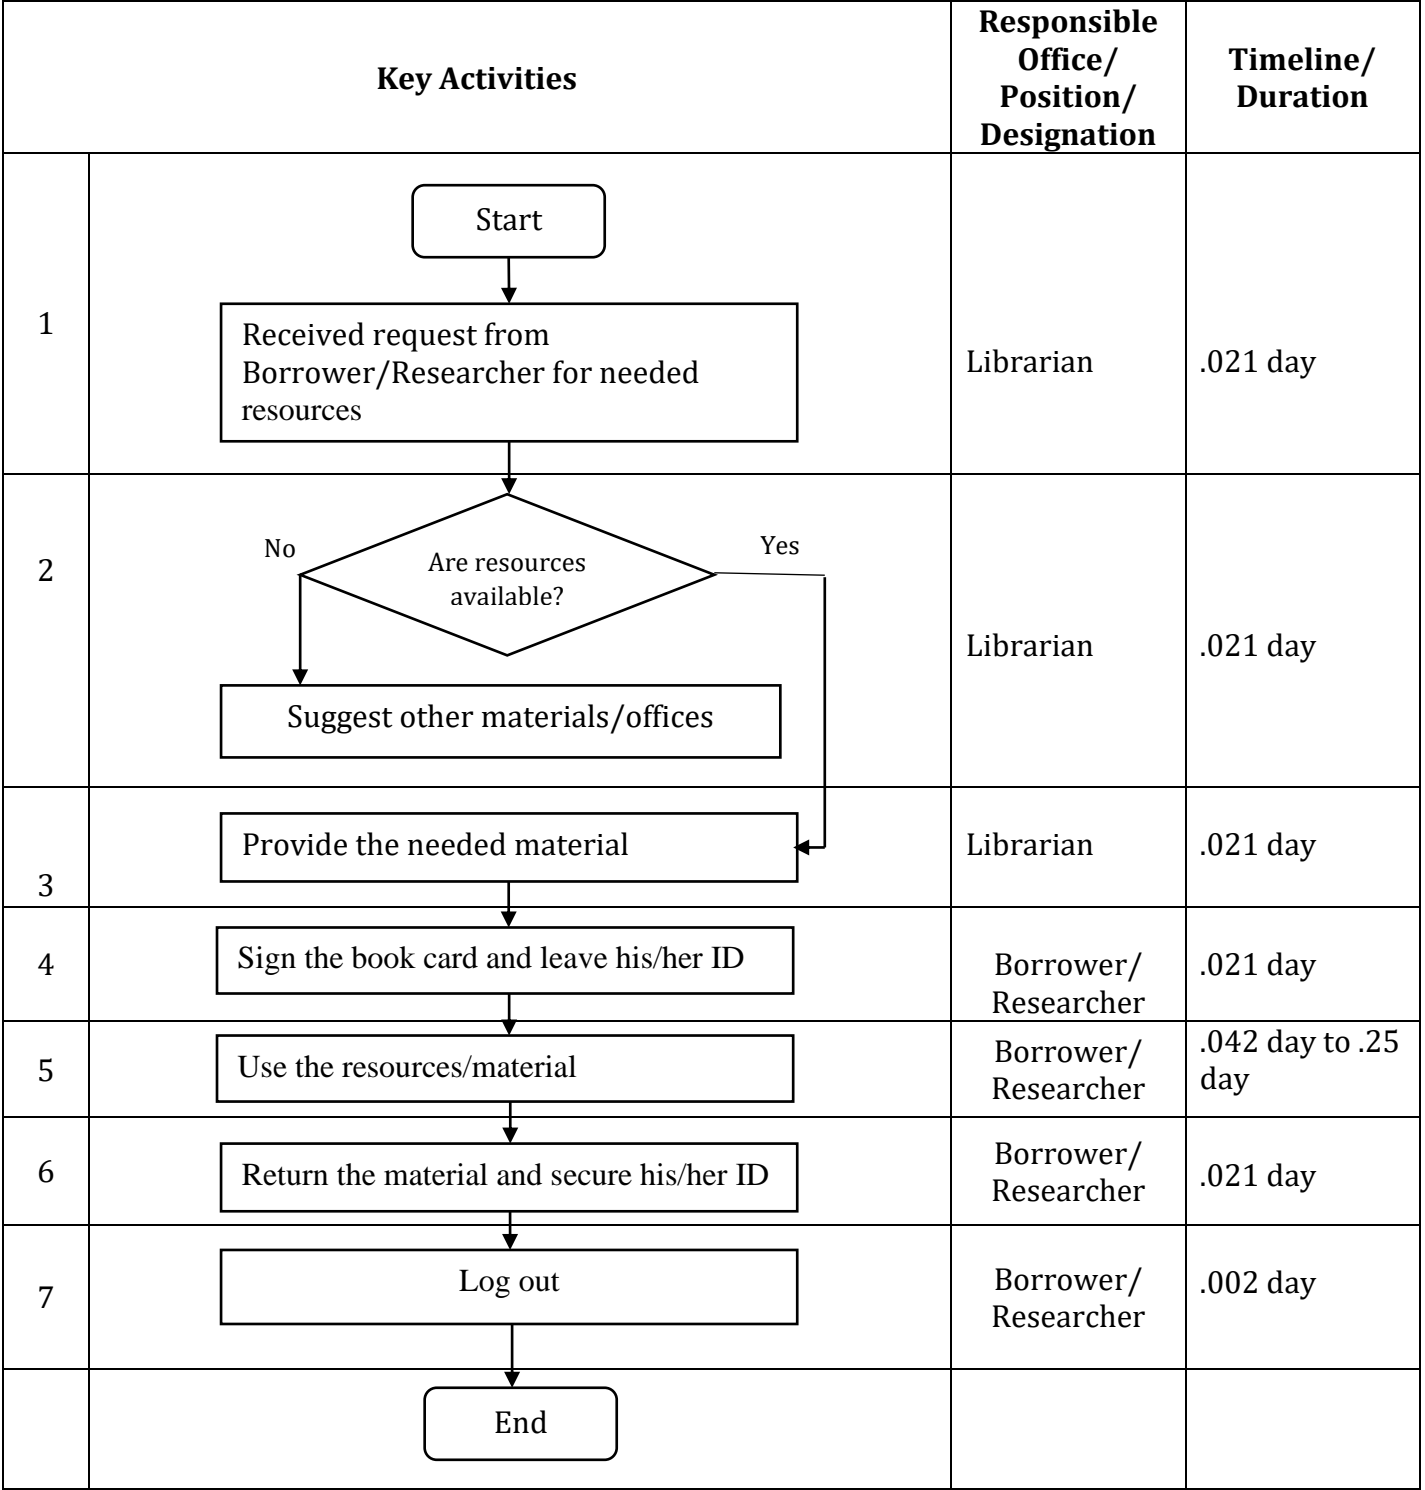 Key Activities
Responsible
Office/
Position/
Designation
Timeline/
Duration
1
Start
Received request from
Borrower/Researcher for needed
resources
Librarian
.021 day
2
No
Are resources
available?
Yes
Suggest other materials/offices
Librarian
.021 day
3
Provide the needed material
Librarian
.021 day
4
Sign the book card and leave his/her ID
Borrower/
Researcher
.021 day
5
Use the resources/material
Borrower/
Researcher
.042 day to .25
day
6
Return the material and secure his/her ID
Borrower/
Researcher
.021 day
7
Log out
Borrower/
Researcher
.002 day
End